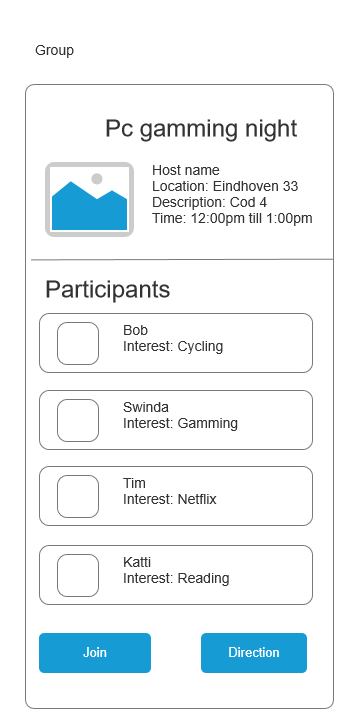 Group
Pc gamming night
Host name
Location: Eindhoven 33
Description: Cod 4
Time: 12:00pm till 1:00pm
Participants
Bob
Interest: Cycling
Swinda
Interest: Gamming
Tim
Interest: Netflix
Katti
Interest: Reading
Join
Direction